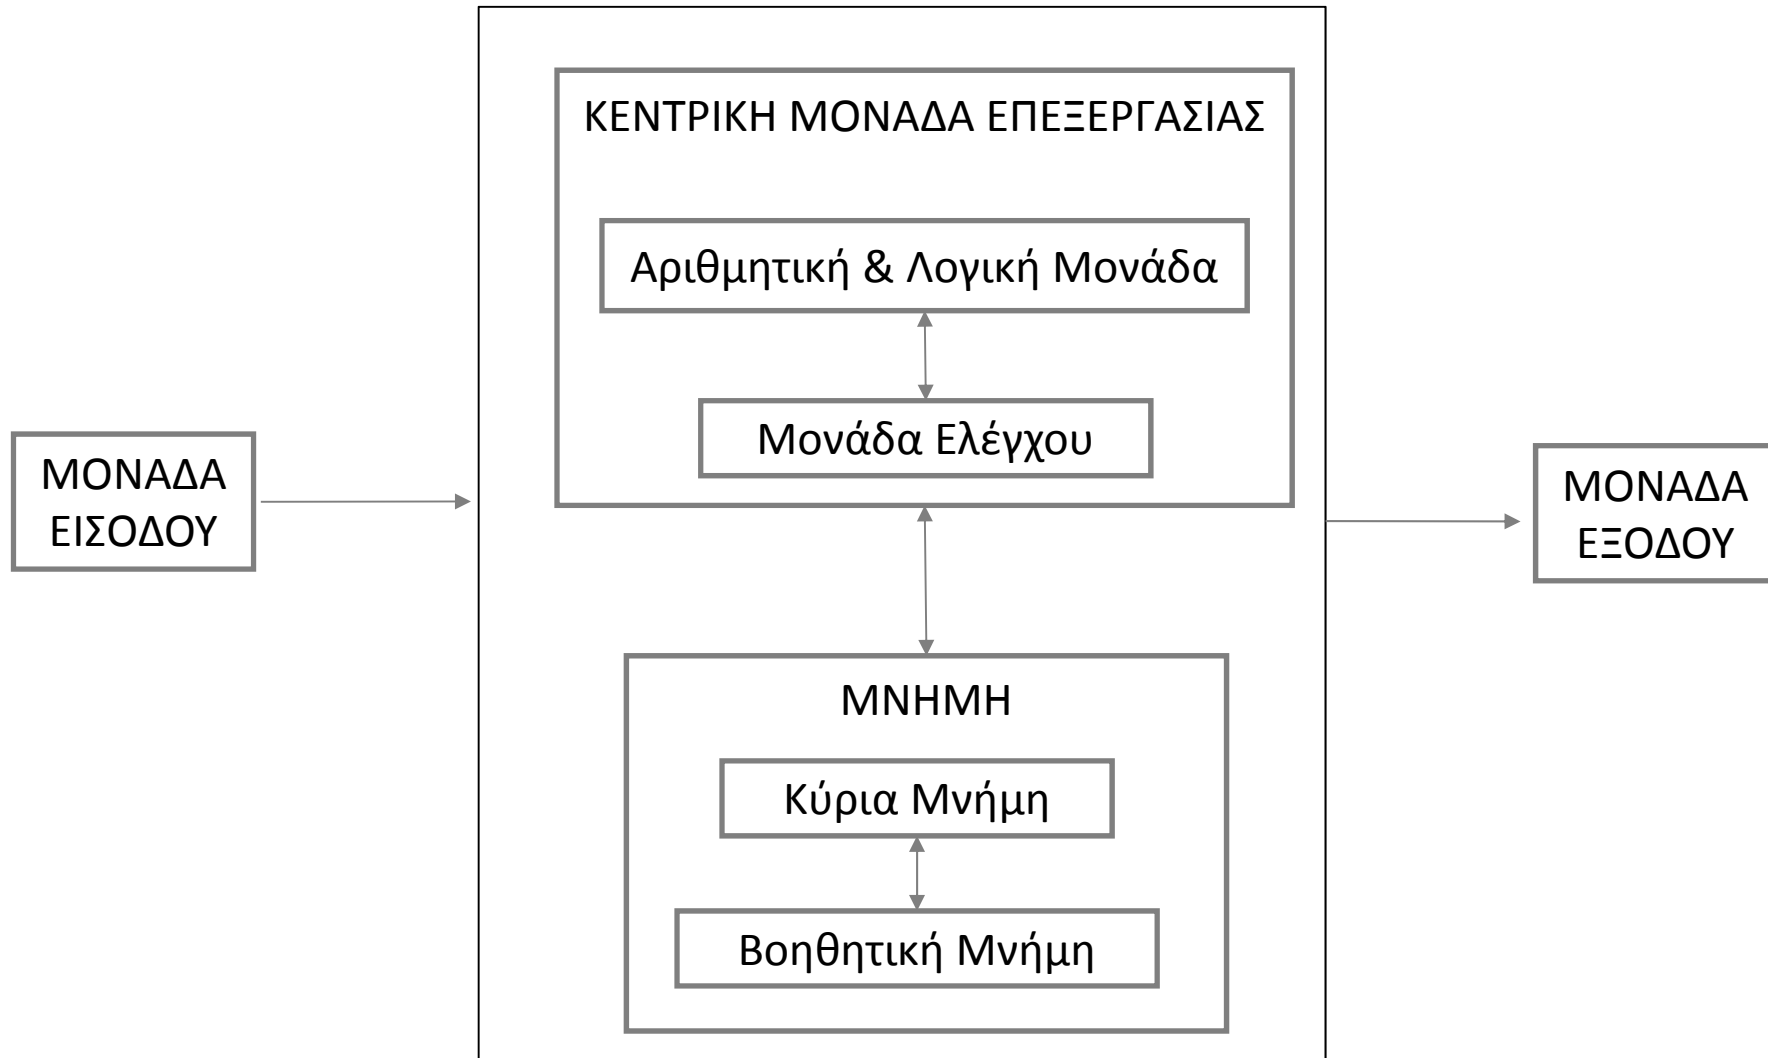 ΚΕΝΤΡΙΚΗ ΜΟΝΑΔΑ ΕΠΕΞΕΡΓΑΣΙΑΣ
Αριθμητική & Λογική Μονάδα
Μονάδα Ελέγχου
ΜΟΝΑΔΑ
ΕΙΣΟΔΟΥ
ΜΟΝΑΔΑ
ΕΞΟΔΟΥ
ΜΝΗΜΗ
Κύρια Μνήμη
Βοηθητική Μνήμη